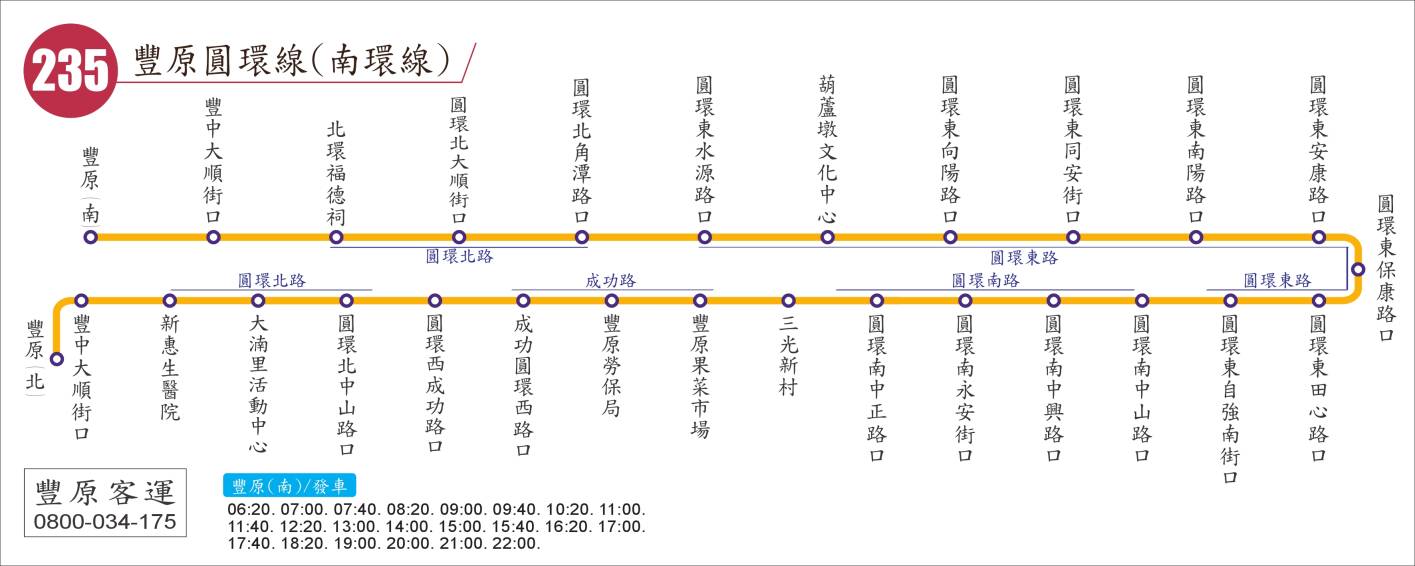 235
豐原圓環線(南環線)
豐原(南)
豐中大順街口
北環福德祠
圓環北大順街口
圓環北角潭路口
圓環東水源路口
葫蘆墩文化中心
圓環東向陽路口
圓環東同安街口
圓環東南陽路口
圓環東安康路口
圓環東保康路口
圓環北路
圓環東路
圓環北路
成功路
圓環南路
圓環東路
豐原(北)
豐中大順街口
新惠生醫院
大湳里活動中心
圓環北中山路口
圓環西成功路口
成功圓環西路口
豐原勞保局
豐原果菜市場
三光新村
圓環南中正路口
圓環南永安街口
圓環南中興路口
圓環南中山路口
圓環東自強南街口
圓環東田心路口
豐原客運
0800-034-175
豐原(南)/發車
06:20. 07:00. 07:40. 08:20. 09:00. 09:40. 10:20. 11:00.
11:40. 12:20. 13:00. 14:00. 15:00. 15:40. 16:20. 17:00.
17:40. 18:20. 19:00. 20:00. 21:00. 22:00.